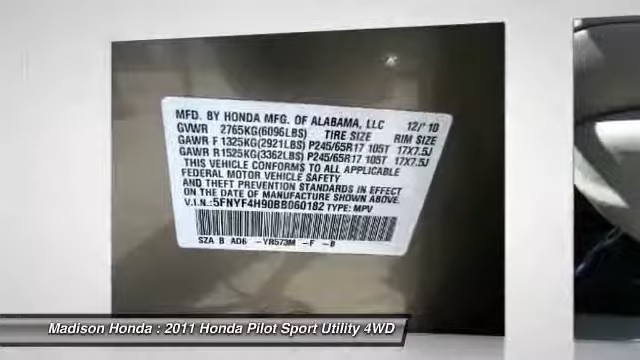 MFD. BY HONDA MFG. OF ALABAMA, LLC 12/'10
GVWR 2765KG(6096LBS) TIRE SIZE RIM SIZE
GAWR F 1325KG(2921LBS) P245/65R17 105T 17X7.5J
GAWR R 1525KG(3362LBS) P245/65R17 105T 17X7.5J
THIS VEHICLE CONFORMS TO ALL APPLICABLE
FEDERAL MOTOR VEHICLE SAFETY STANDARDS IN EFFECT
ON THE DATE OF MANUFACTURE SHOWN ABOVE.
V.I.N.: 5FNYF4H90BB060182 TYPE: MPV
SZA B AD6 -YR573M -F -B
Madison Honda : 2011 Honda Pilot Sport Utility 4WD